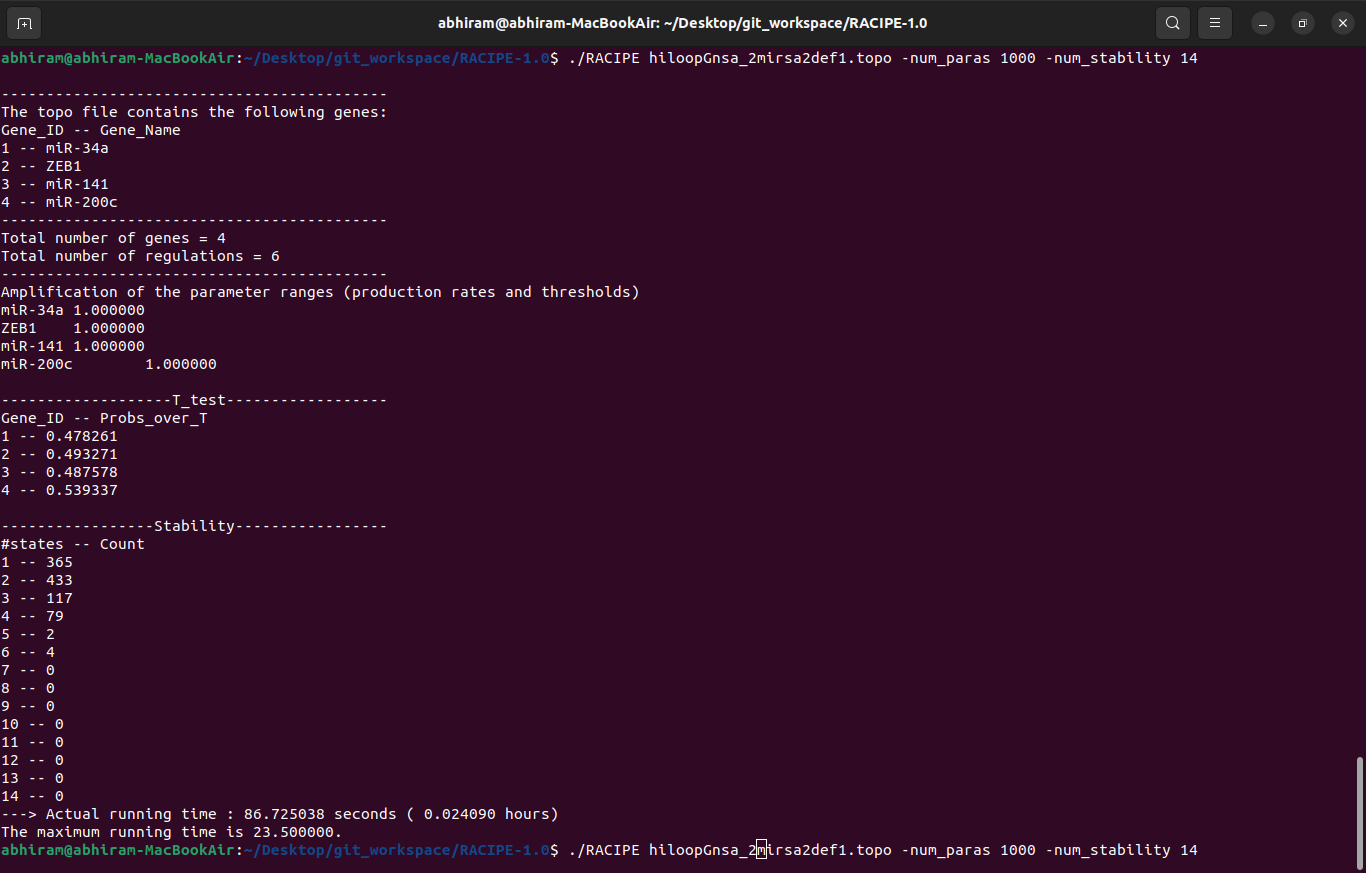 abhiram@abhiram-MacBookAir: ~/Desktop/git_workspace/RACIPE-1.0
abhiram@abhiram-MacBookAir:~/Desktop/git_workspace/RACIPE-1.0$ ./RACIPE hiloopGnsa_2mirsa2def1.topo -num_paras 1000 -num_stability 14
-------------------------------------------
The topo file contains the following genes:
Gene_ID -- Gene_Name
1 -- miR-34a
2 -- ZEB1
3 -- miR-141
4 -- miR-200c
-------------------------------------------
Total number of genes = 4
Total number of regulations = 6
-------------------------------------------
Amplification of the parameter ranges (production rates and thresholds)
miR-34a 1.000000
ZEB1    1.000000
miR-141 1.000000
miR-200c        1.000000
-------------------T_test------------------
Gene_ID -- Probs_over_T
1 -- 0.478261
2 -- 0.493271
3 -- 0.487578
4 -- 0.539337
-----------------Stability-----------------
#states -- Count
1 -- 365
2 -- 433
3 -- 117
4 -- 79
5 -- 2
6 -- 4
7 -- 0
8 -- 0
9 -- 0
10 -- 0
11 -- 0
12 -- 0
13 -- 0
14 -- 0
---> Actual running time : 86.725038 seconds ( 0.024090 hours)
The maximum running time is 23.500000.
abhiram@abhiram-MacBookAir:~/Desktop/git_workspace/RACIPE-1.0$ ./RACIPE hiloopGnsa_2mirsa2def1.topo -num_paras 1000 -num_stability 14